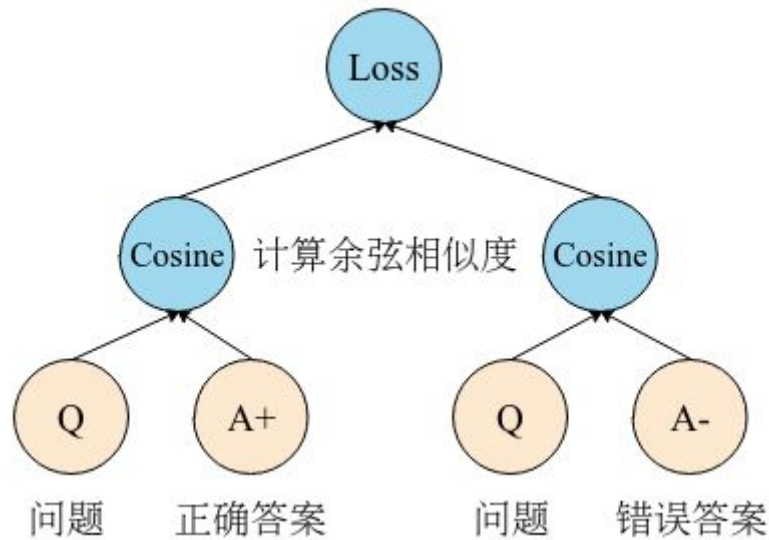 Loss
Cosine 计算余弦相似度 Cosine
Q A+ Q A-
问题 正确答案 问题 错误答案